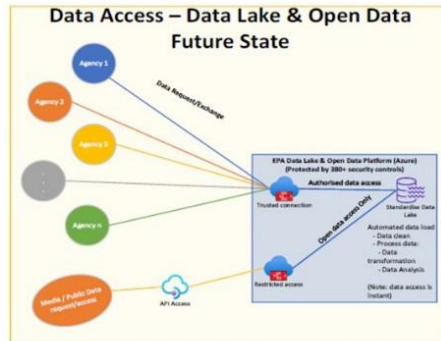 Data Access – Data Lake & Open Data
Future State
Agency 1
Agency 2
Data Request/Exchange
Agency 3
Agency n
EPA Data Lake & Open Data Platform (Azure)
(Protected by 380+ security controls)
Authorised data access
Trusted connection
Standardise Data
Lake
Open data access Only
Automated data load
- Data clean
- Process data:
- Data
transformation
- Data Analysis
(Note: data access is
instant)
Restricted access
Media / Public Data
request/access
API Access